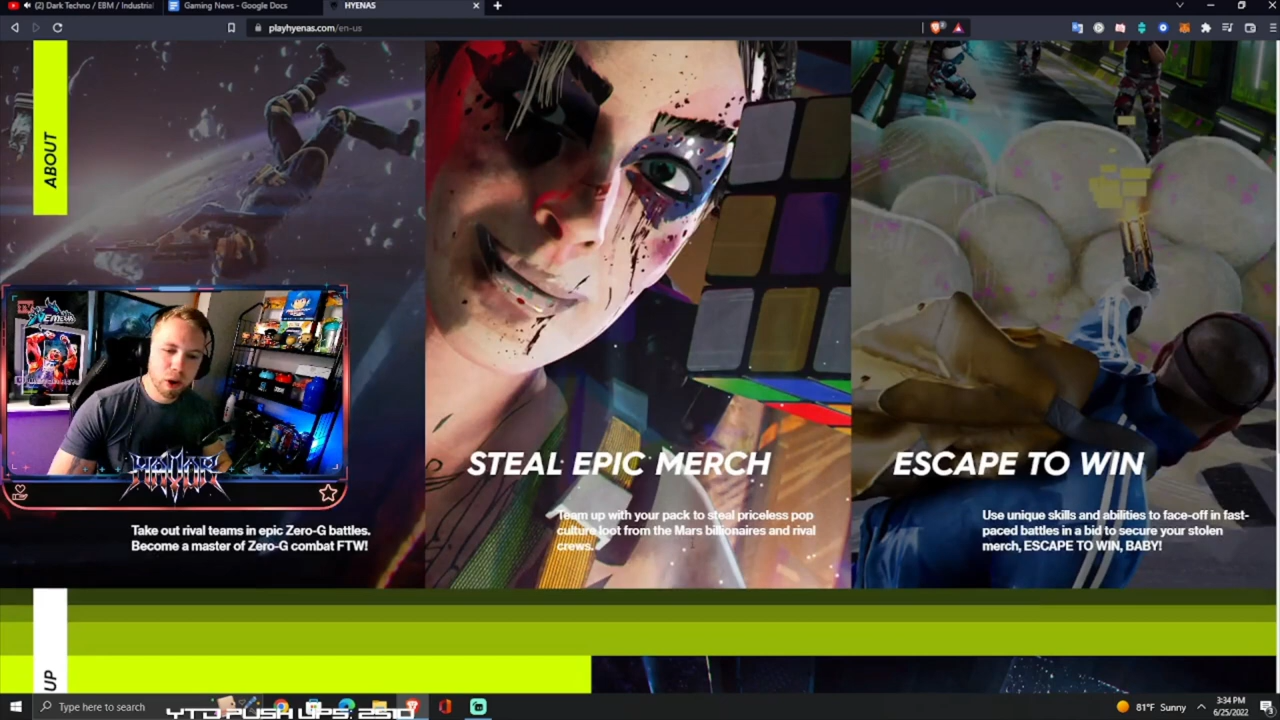 (2) Dark Techno / EBM / Industrial
Gaming News - Google Docs
HYENAS
playhyenas.com/en-us
ABOUT
STEAL EPIC MERCH
ESCAPE TO WIN
Take out rival teams in epic Zero-G battles.
Become a master of Zero-G combat FTW!
Team up with your pack to steal priceless pop
culture loot from the Mars billionaires and rival
crews.
Use unique skills and abilities to face-off in fast-
paced battles in a bid to secure your stolen
merch, ESCAPE TO WIN, BABY!
UP
Type here to search
YTD PUSH UPS: 250
81°F Sunny
3:34 PM
6/25/2022